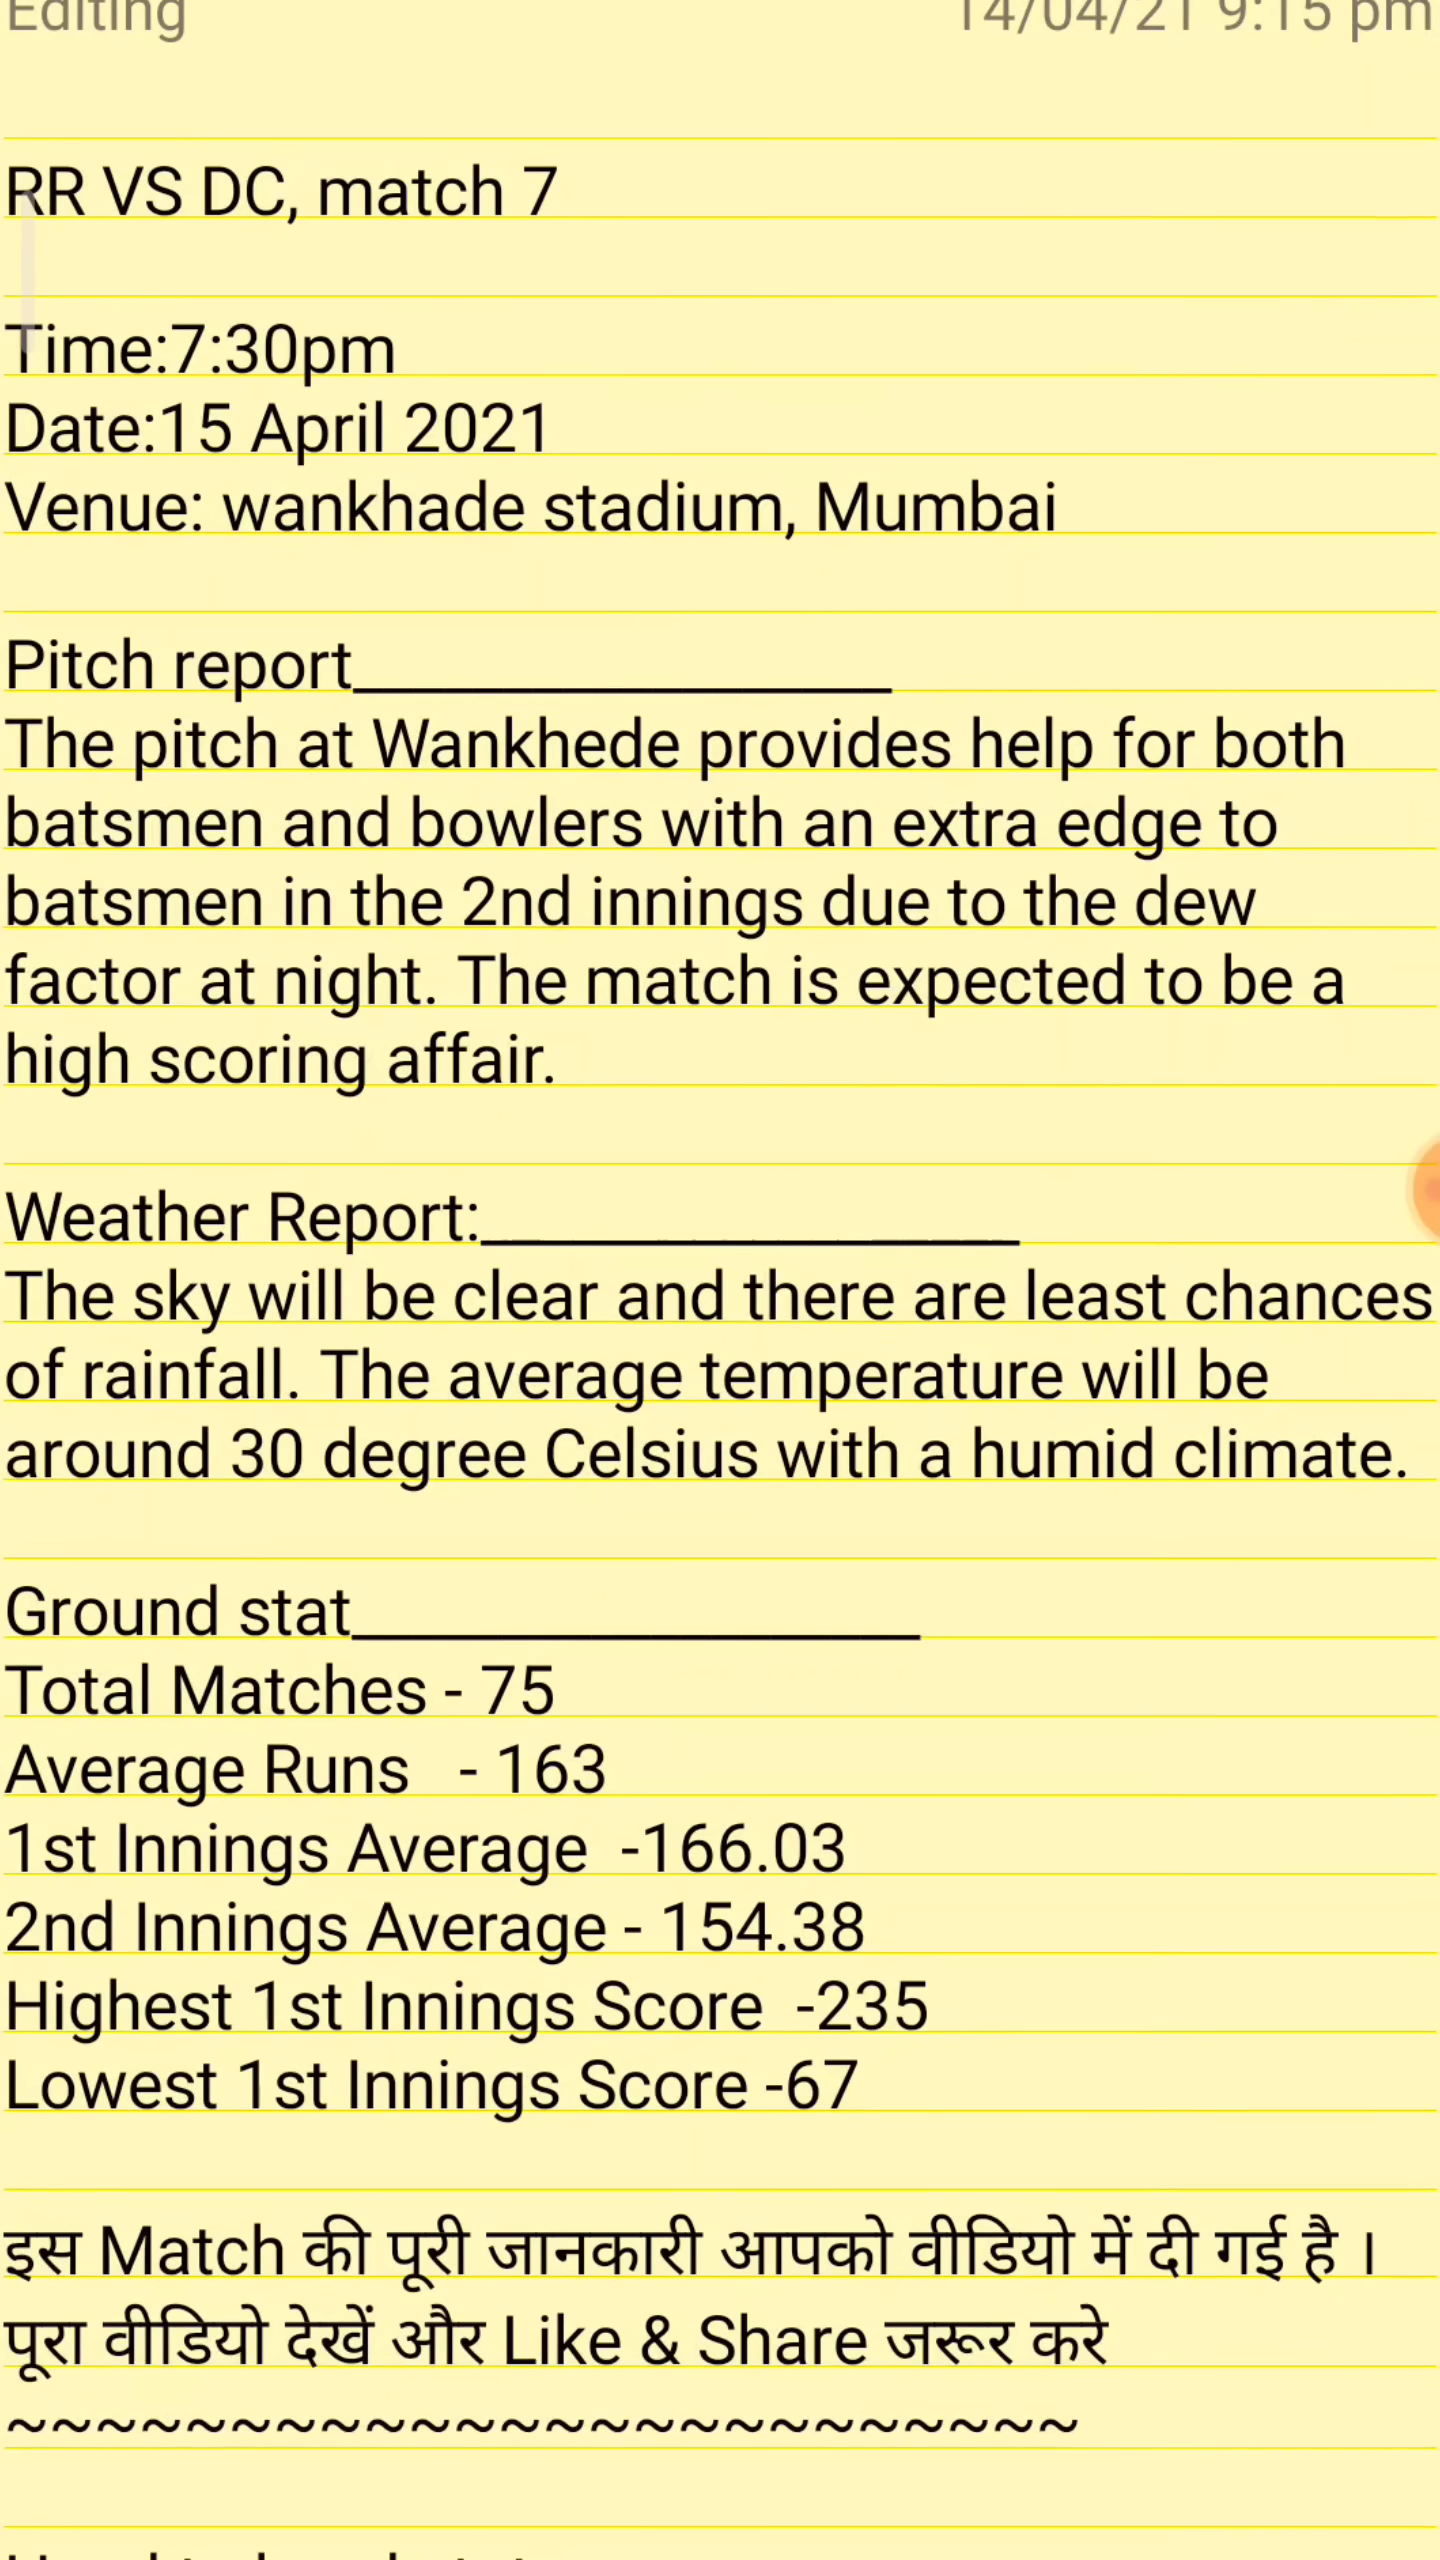 Editing 14/04/21 9:15 pm
RR VS DC, match 7
Time:7:30pm
Date:15 April 2021
Venue: wankhade stadium, Mumbai
Pitch report__________________
The pitch at Wankhede provides help for both
batsmen and bowlers with an extra edge to
batsmen in the 2nd innings due to the dew
factor at night. The match is expected to be a
high scoring affair.
Weather Report:__________________
The sky will be clear and there are least chances
of rainfall. The average temperature will be
around 30 degree Celsius with a humid climate.
Ground stat___________________
Total Matches - 75
Average Runs   - 163
1st Innings Average  -166.03
2nd Innings Average - 154.38
Highest 1st Innings Score  -235
Lowest 1st Innings Score -67
इस Match की पूरी जानकारी आपको वीडियो में दी गई है ।
पूरा वीडियो देखें और Like & Share जरूर करे
~~~~~~~~~~~~~~~~~~~~~~~~